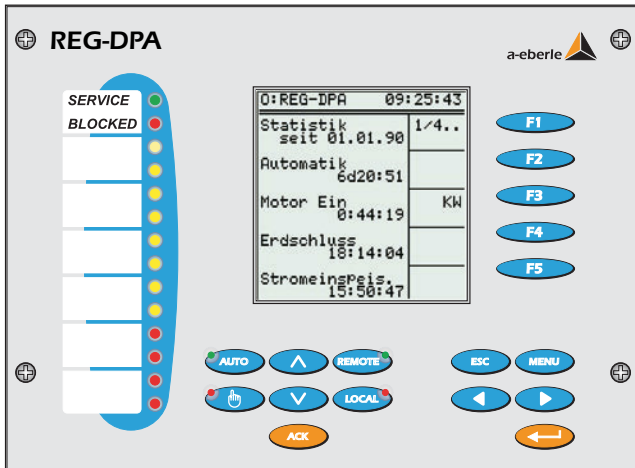 REG-DPA
a-eberle
SERVICE
BLOCKED
O:REG-DPA 09:25:43
Statistik 1/4..
seit 01.01.90
Automatik
6d20:51
Motor Ein KW
0:44:19
Erdschluss
18:14:04
Stromeinspeis.
15:50:47
F1
F2
F3
F4
F5
AUTO REMOTE ESC MENU
LOCAL
ACK